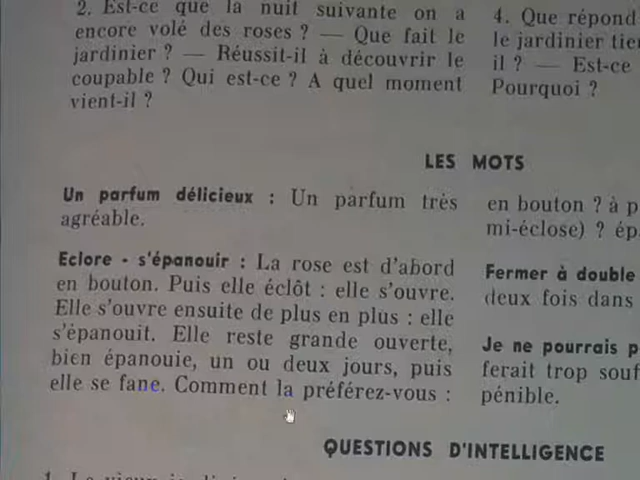 2. Est-ce que la nuit suivante on a
encore volé des roses ? — Que fait le
jardinier ? — Réussit-il à découvrir le
coupable ? Qui est-ce ? A quel moment
vient-il ?
4. Que répond
le jardinier tie
il ? — Est-ce
Pourquoi ?
LES MOTS
Un parfum délicieux : Un parfum très
agréable.
Eclore - s'épanouir : La rose est d'abord
en bouton. Puis elle éclôt : elle s'ouvre.
Elle s'ouvre ensuite de plus en plus : elle
s'épanouit. Elle reste grande ouverte,
bien épanouie, un ou deux jours, puis
elle se fane. Comment la préférez-vous :
en bouton ? à p
mi-éclose) ? ép
Fermer à double
deux fois dans
Je ne pourrais p
ferait trop souf
pénible.
QUESTIONS D'INTELLIGENCE